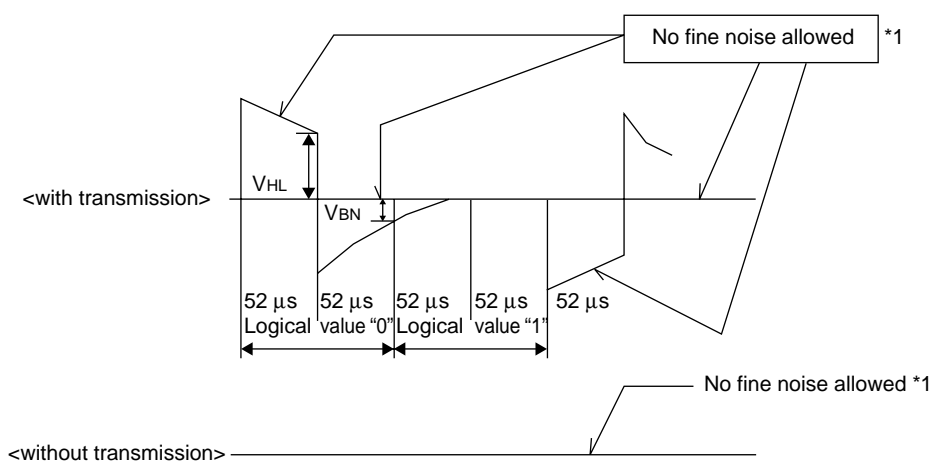 No fine noise allowed *1
VHL
<with transmission>
VBN
52 μs 52 μs 52 μs 52 μs 52 μs
Logical value “0” Logical value “1”
No fine noise allowed *1
<without transmission>